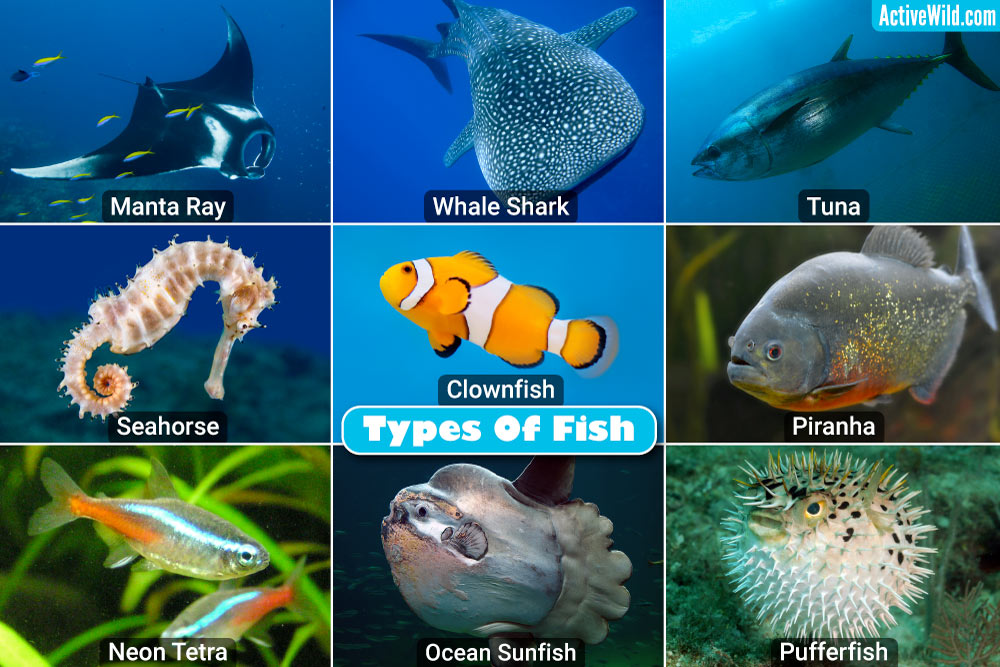 ActiveWild.com
Manta Ray
Whale Shark
Tuna
Seahorse
Clownfish
Piranha
Types Of Fish
Neon Tetra
Ocean Sunfish
Pufferfish